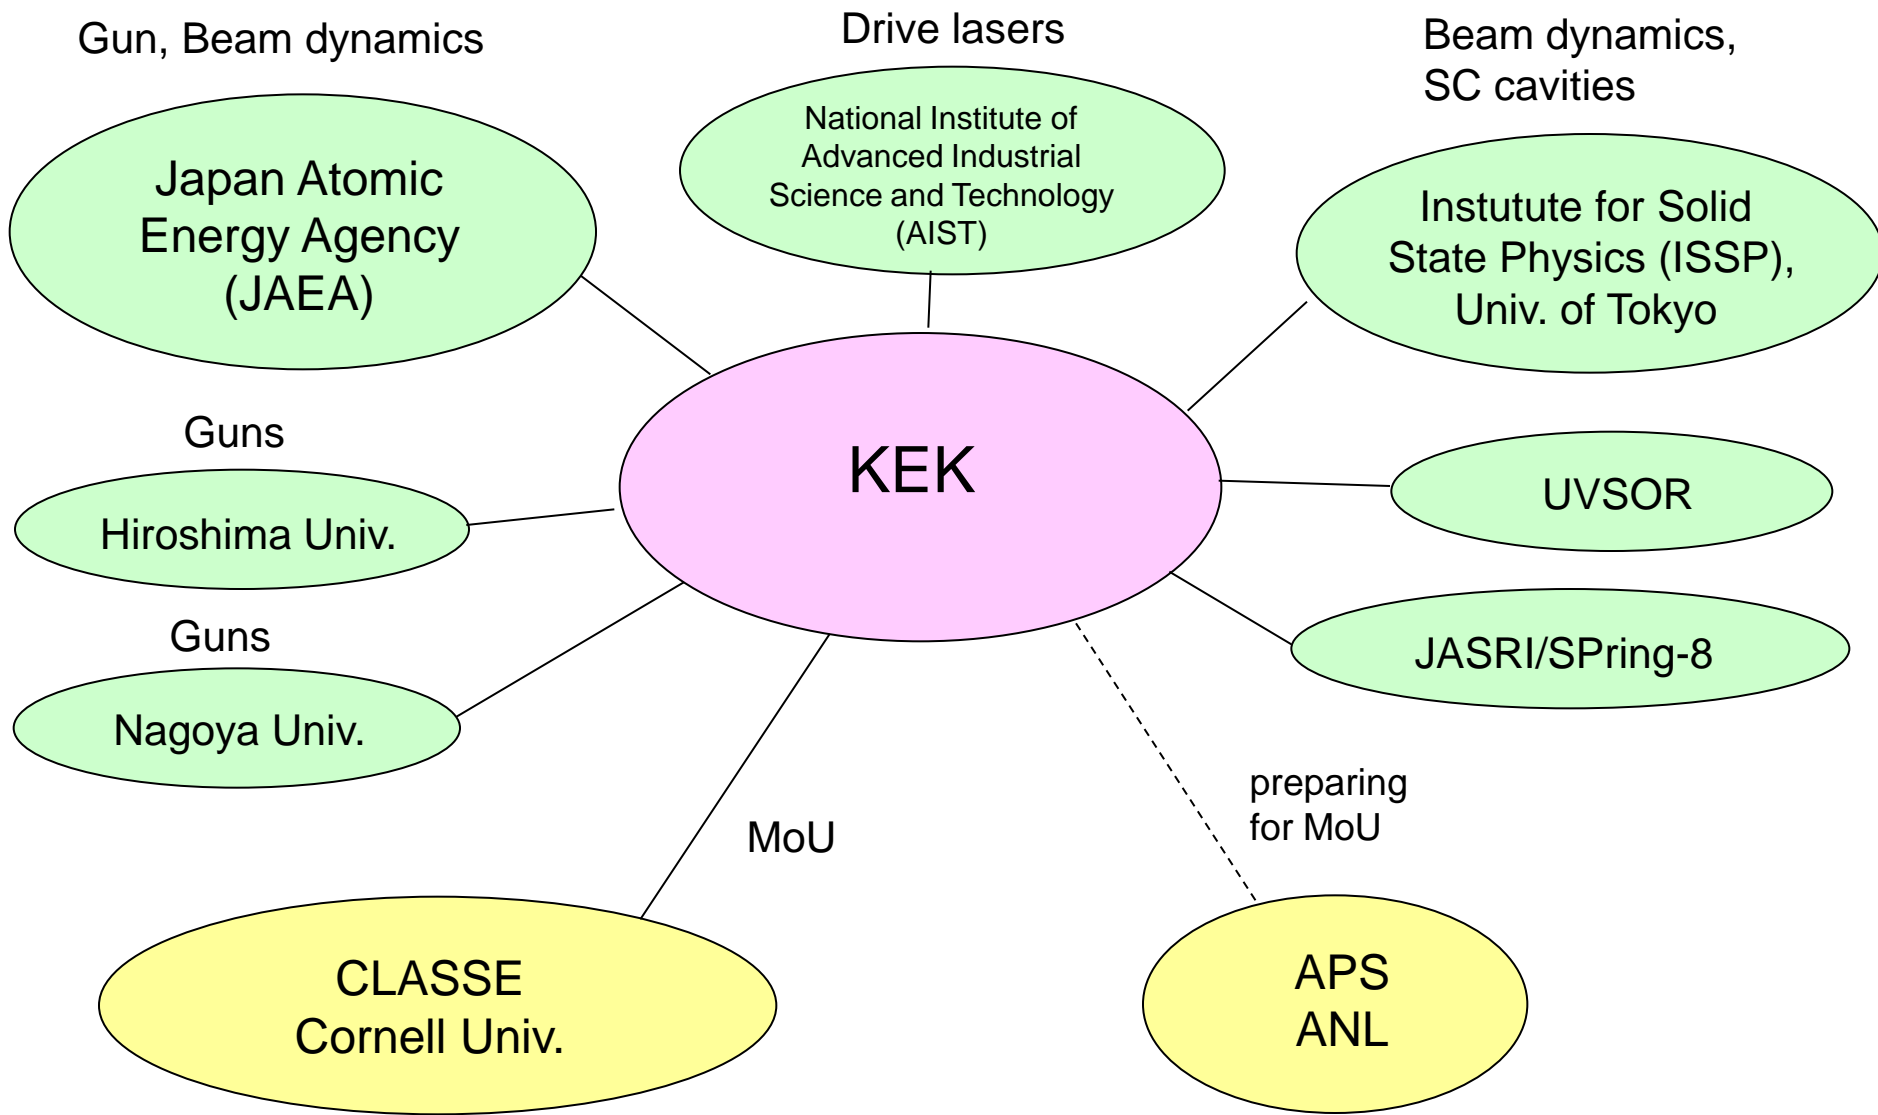 Gun, Beam dynamics
Japan Atomic
Energy Agency
(JAEA)
Drive lasers
National Institute of
Advanced Industrial
Science and Technology
(AIST)
Beam dynamics,
SC cavities
Instutute for Solid
State Physics (ISSP),
Univ. of Tokyo
Guns
Hiroshima Univ.
KEK
UVSOR
Guns
Nagoya Univ.
JASRI/SPring-8
MoU
preparing
for MoU
CLASSE
Cornell Univ.
APS
ANL